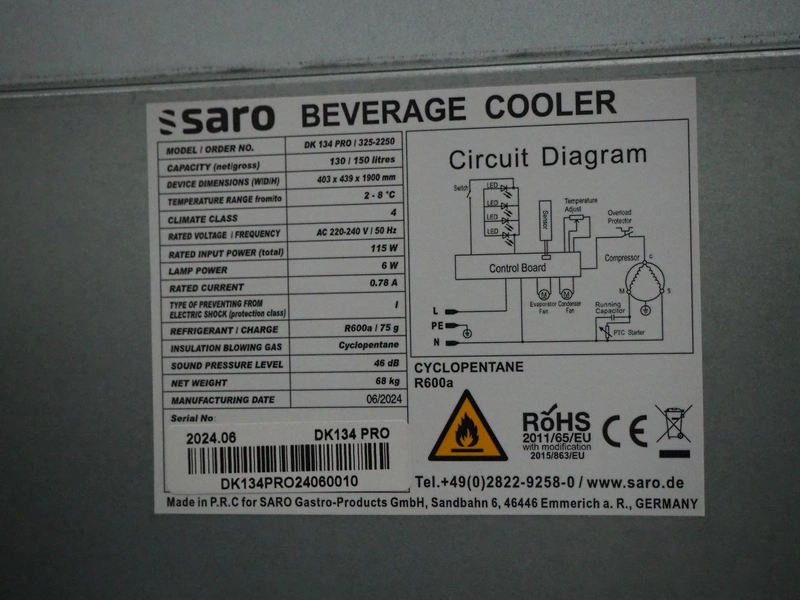 saro BEVERAGE COOLER
MODEL / ORDER NO. DK 134 PRO / 325-2250
CAPACITY (net/gross) 130 / 150 litres
DEVICE DIMENSIONS (W/D/H) 403 x 439 x 1900 mm
TEMPERATURE RANGE from/to 2 - 8 °C
CLIMATE CLASS 4
RATED VOLTAGE / FREQUENCY AC 220-240 V / 50 Hz
RATED INPUT POWER (total) 115 W
LAMP POWER 6 W
RATED CURRENT 0.78 A
TYPE OF PREVENTING FROM
ELECTRIC SHOCK (protection class) I
REFRIGERANT / CHARGE R600a / 75 g
INSULATION BLOWING GAS Cyclopentane
SOUND PRESSURE LEVEL 46 dB
NET WEIGHT 68 kg
MANUFACTURING DATE 06/2024
Serial No:
2024.06 DK134 PRO
DK134PRO24060010
Circuit Diagram
Switch
LED
LED
LED
LED
Sensor
Temperature
Adjust
Overload
Protector
Control Board
Compressor
C
M
S
M
M
Evaporator
Fan
Condenser
Fan
Running
Capacitor
PTC Starter
L
PE
N
CYCLOPENTANE
R600a
RoHS
2011/65/EU
with modification
2015/863/EU
CE
Tel.+49(0)2822-9258-0 / www.saro.de
Made in P.R.C for SARO Gastro-Products GmbH, Sandbahn 6, 46446 Emmerich a. R., GERMANY